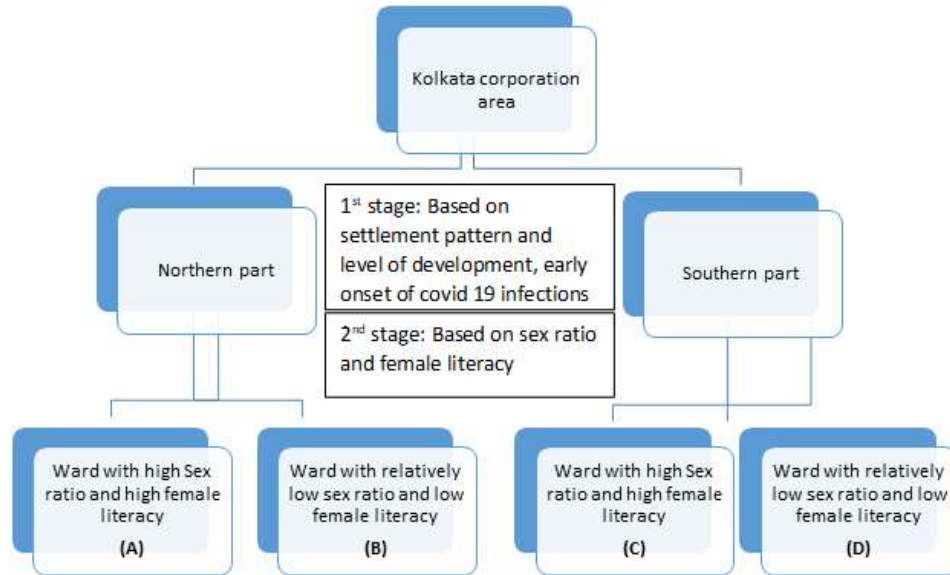 Kolkata corporation
area
1st stage: Based on
settlement pattern and
level of development, early
onset of covid 19 infections
Northern part
Southern part
2nd stage: Based on sex ratio
and female literacy
Ward with high Sex
ratio and high female
literacy
(A)
Ward with relatively
low sex ratio and low
female literacy
(B)
Ward with high Sex
ratio and high female
literacy
(C)
Ward with relatively
low sex ratio and low
female literacy
(D)